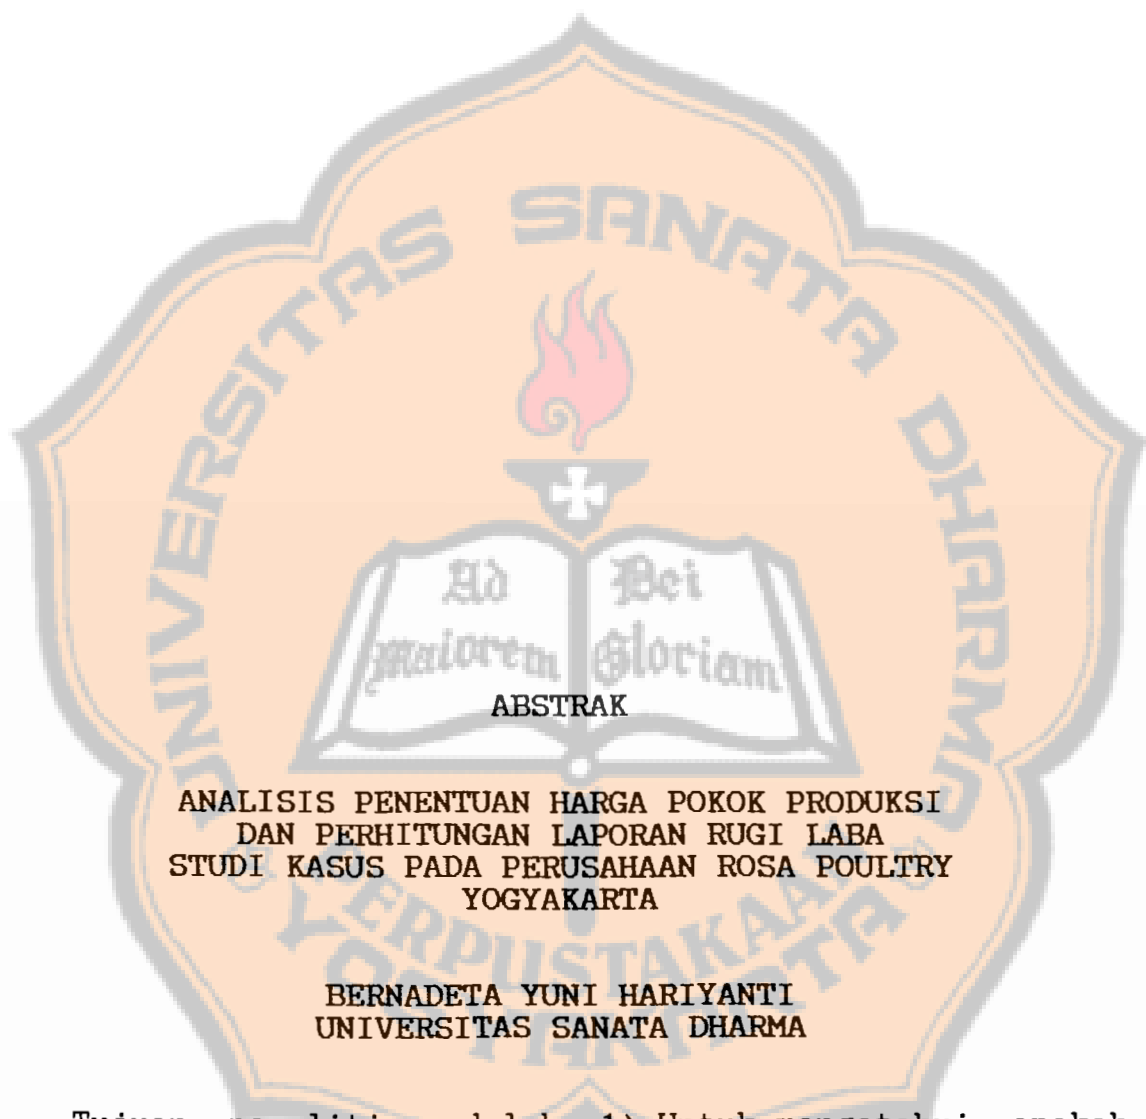 UNIVERSITAS SANATA DHARMA
Ad Dei
maiorem Gloriam
ABSTRAK
ANALISIS PENENTUAN HARGA POKOK PRODUKSI
DAN PERHITUNGAN LAPORAN RUGI LABA
STUDI KASUS PADA PERUSAHAAN ROSA POULTRY
YOGYAKARTA
PERPUSTAKAAN
YOGYAKARTA
BERNADETA YUNI HARIYANTI
UNIVERSITAS SANATA DHARMA